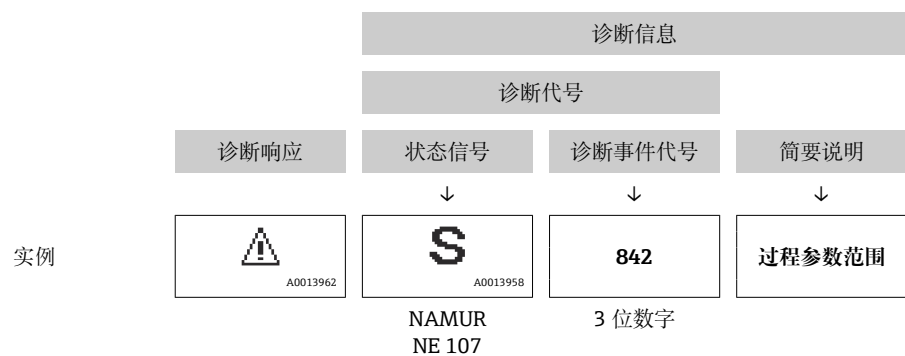 诊断信息
诊断代号
诊断响应 状态信号 诊断事件代号 简要说明
↓ ↓ ↓
实例 S 842 过程参数范围
A0013962 A0013958
NAMUR 3 位数字
NE 107